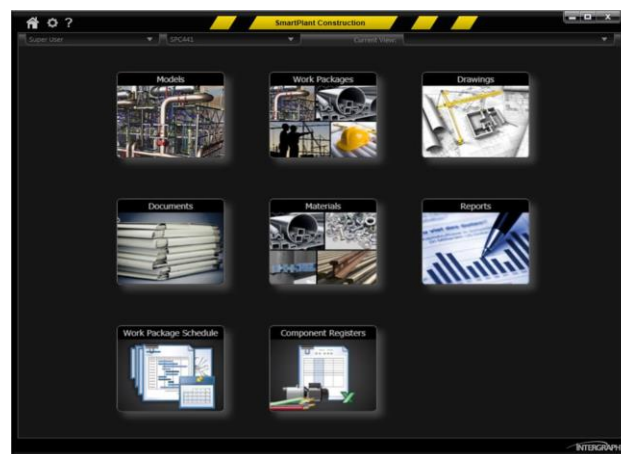 ?
SmartPlant Construction
Super User
SPC441
Current View:
Models
Work Packages
Drawings
Documents
Materials
Reports
Work Package Schedule
Component Registers
INTERGRAPH